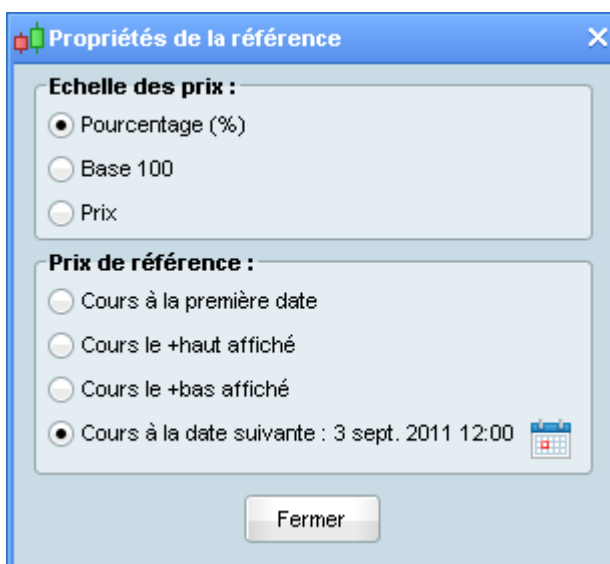 Propriétés de la référence
Echelle des prix :
Pourcentage (%)
Base 100
Prix
Prix de référence :
Cours à la première date
Cours le +haut affiché
Cours le +bas affiché
Cours à la date suivante : 3 sept. 2011 12:00
Fermer